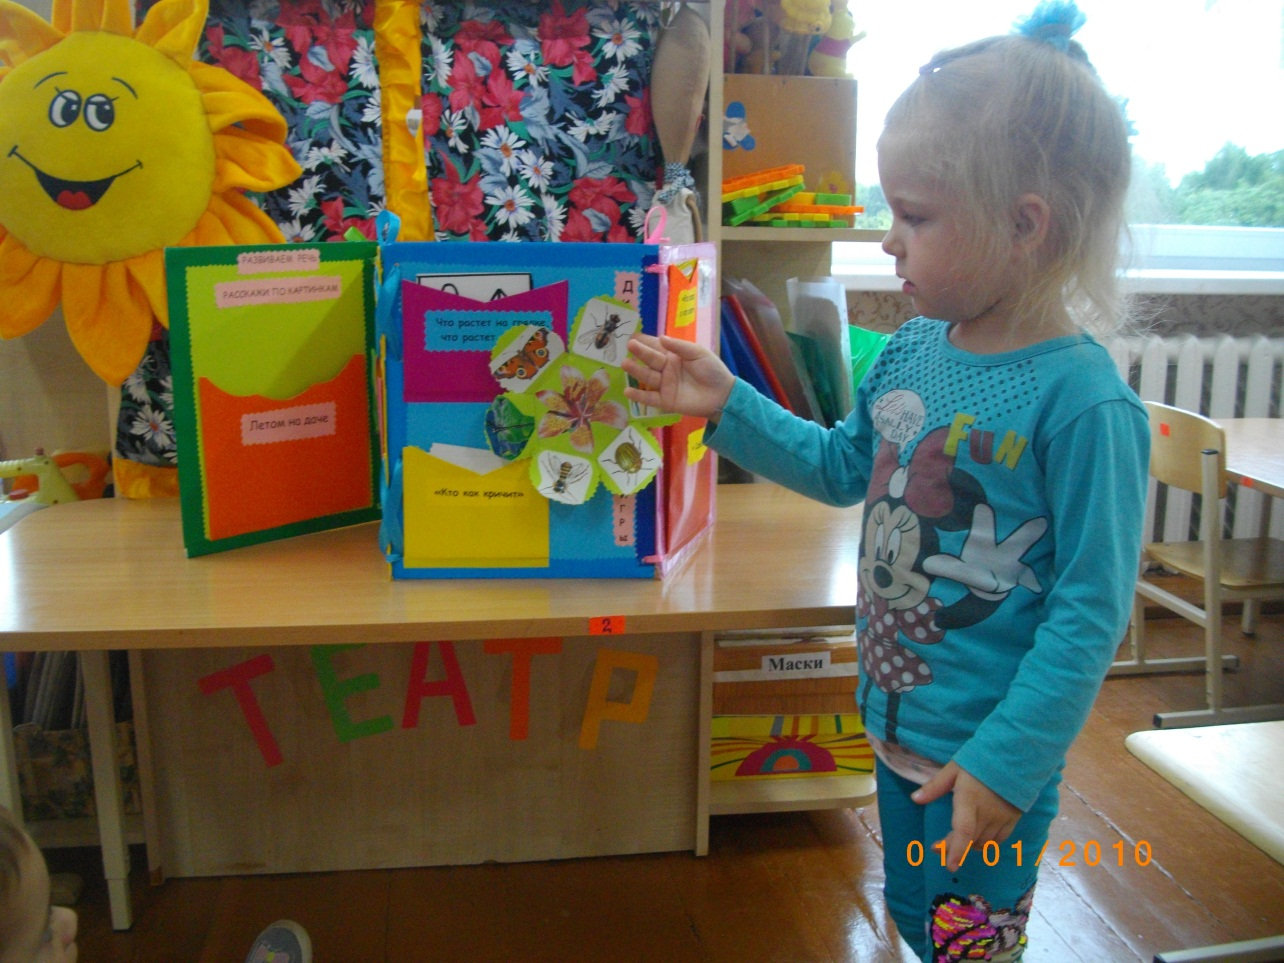 РАЗВИВАЕМ РЕЧЬ
РАССКАЖИ ПО КАРТИНКАМ
Летом на даче
Что растет на грядке,
что растет
«Кто как кричит»
FUN
2
ТЕАТР
Маски
01/01/2010